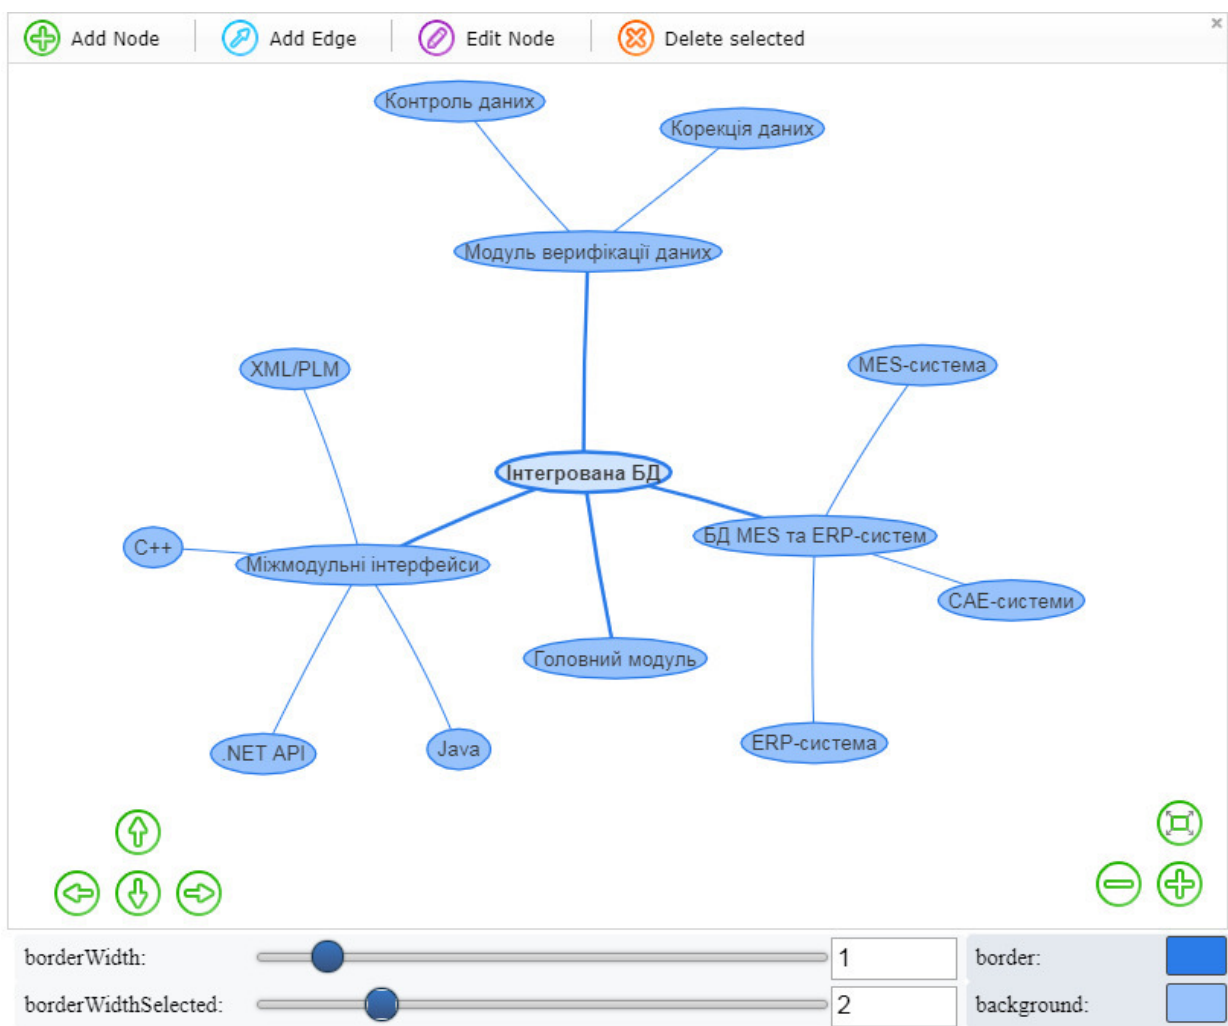 Add Node
Add Edge
Edit Node
Delete selected
Контроль даних
Корекція даних
Модуль верифікації даних
XML/PLM
MES-система
Інтегрована БД
C++
БД MES та ERP-систем
Міжмодульні інтерфейси
CAE-системи
Головний модуль
.NET API
Java
ERP-система
borderWidth:
1
border:
borderWidthSelected:
2
background: